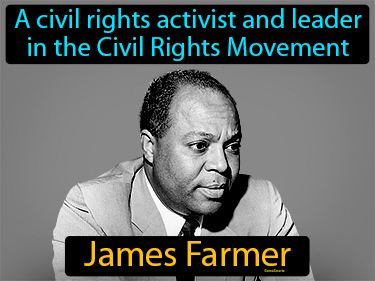 A civil rights activist and leader
in the Civil Rights Movement
James Farmer